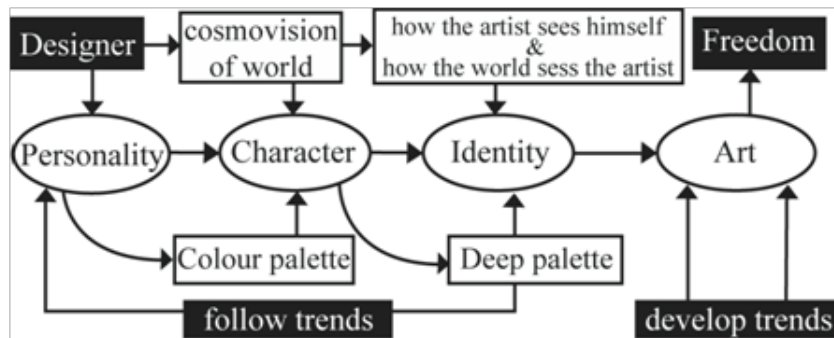 Designer
cosmovision
of world
how the artist sees himself
&
how the world sess the artist
Freedom
Personality
Character
Identity
Art
Colour palette
Deep palette
follow trends
develop trends